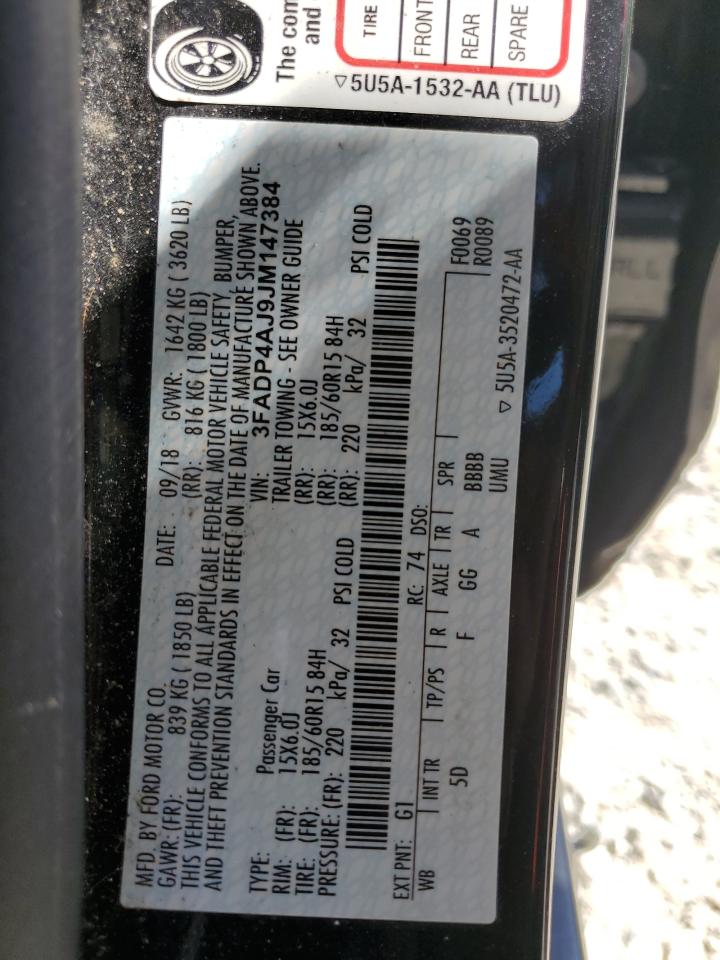 The com
and
TIRE
FRONT
REAR
SPARE
5U5A-1532-AA (TLU)
MFD. BY FORD MOTOR CO.
DATE: 09/18 GVWR: 1642 KG ( 3620 LB)
GAWR: (FR): 839 KG ( 1850 LB) (RR): 816 KG ( 1800 LB)
THIS VEHICLE CONFORMS TO ALL APPLICABLE FEDERAL MOTOR VEHICLE SAFETY, BUMPER,
AND THEFT PREVENTION STANDARDS IN EFFECT ON THE DATE OF MANUFACTURE SHOWN ABOVE.
VIN: 3FADP4AJ9JM147384
TYPE: Passenger Car TRAILER TOWING - SEE OWNER GUIDE
RIM: (FR): 15X6.0J (RR): 15X6.0J
TIRE: (FR): 185/60R15 84H (RR): 185/60R15 84H
PRESSURE: (FR): 220 kPa/ 32 PSI COLD (RR): 220 kPa/ 32 PSI COLD
EXT PNT: G1 RC: 74 DSO: F0069
R0089
WB INT TR TP/PS R AXLE TR SPR
5D F GG A BBBB
UMU
5U5A-3520472-AA